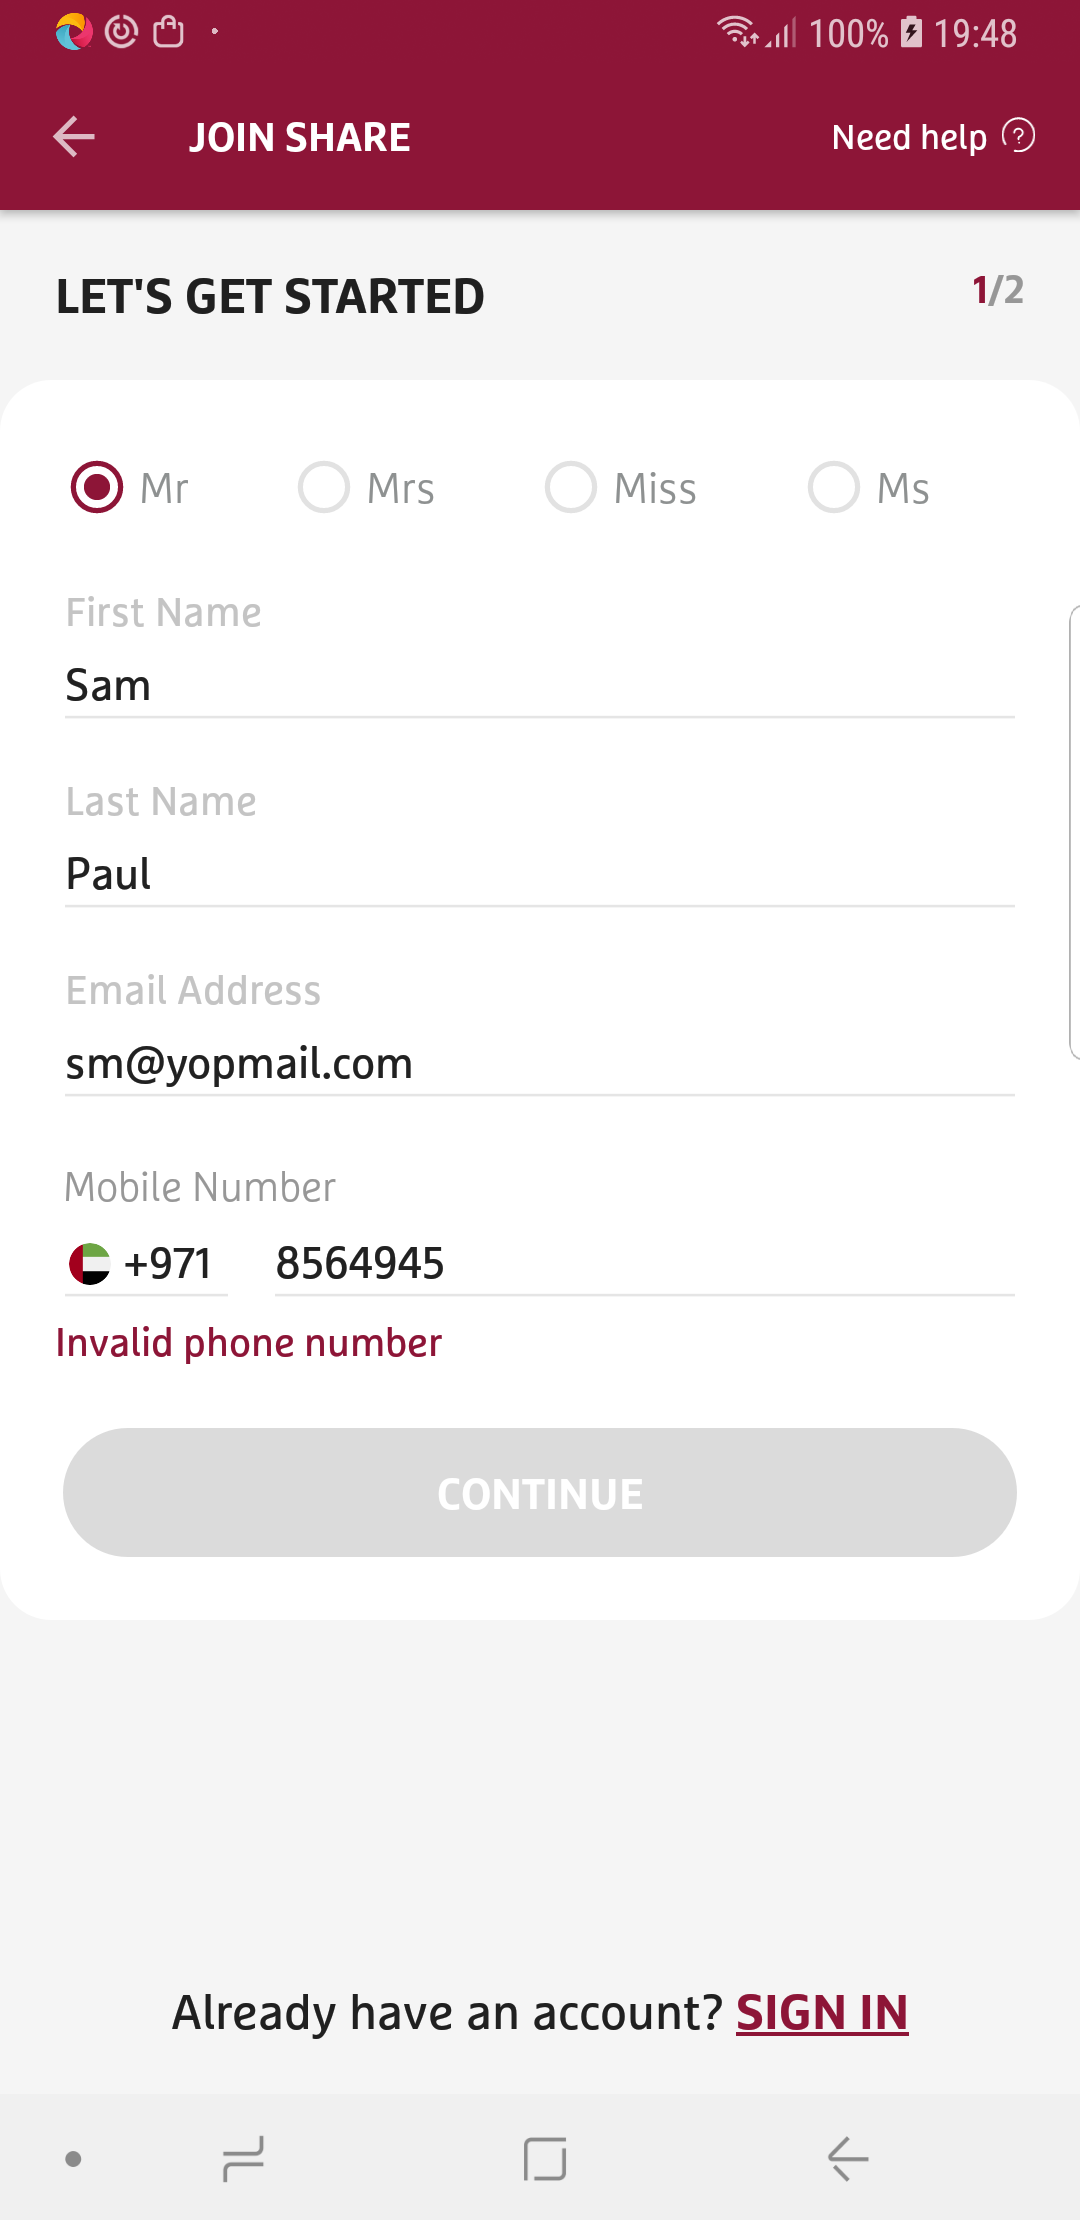 100% 19:48
JOIN SHARE Need help ?
LET'S GET STARTED 1/2
Mr Mrs Miss Ms
First Name
Sam
Last Name
Paul
Email Address
sm@yopmail.com
Mobile Number
+971 8564945
Invalid phone number
CONTINUE
Already have an account? SIGN IN